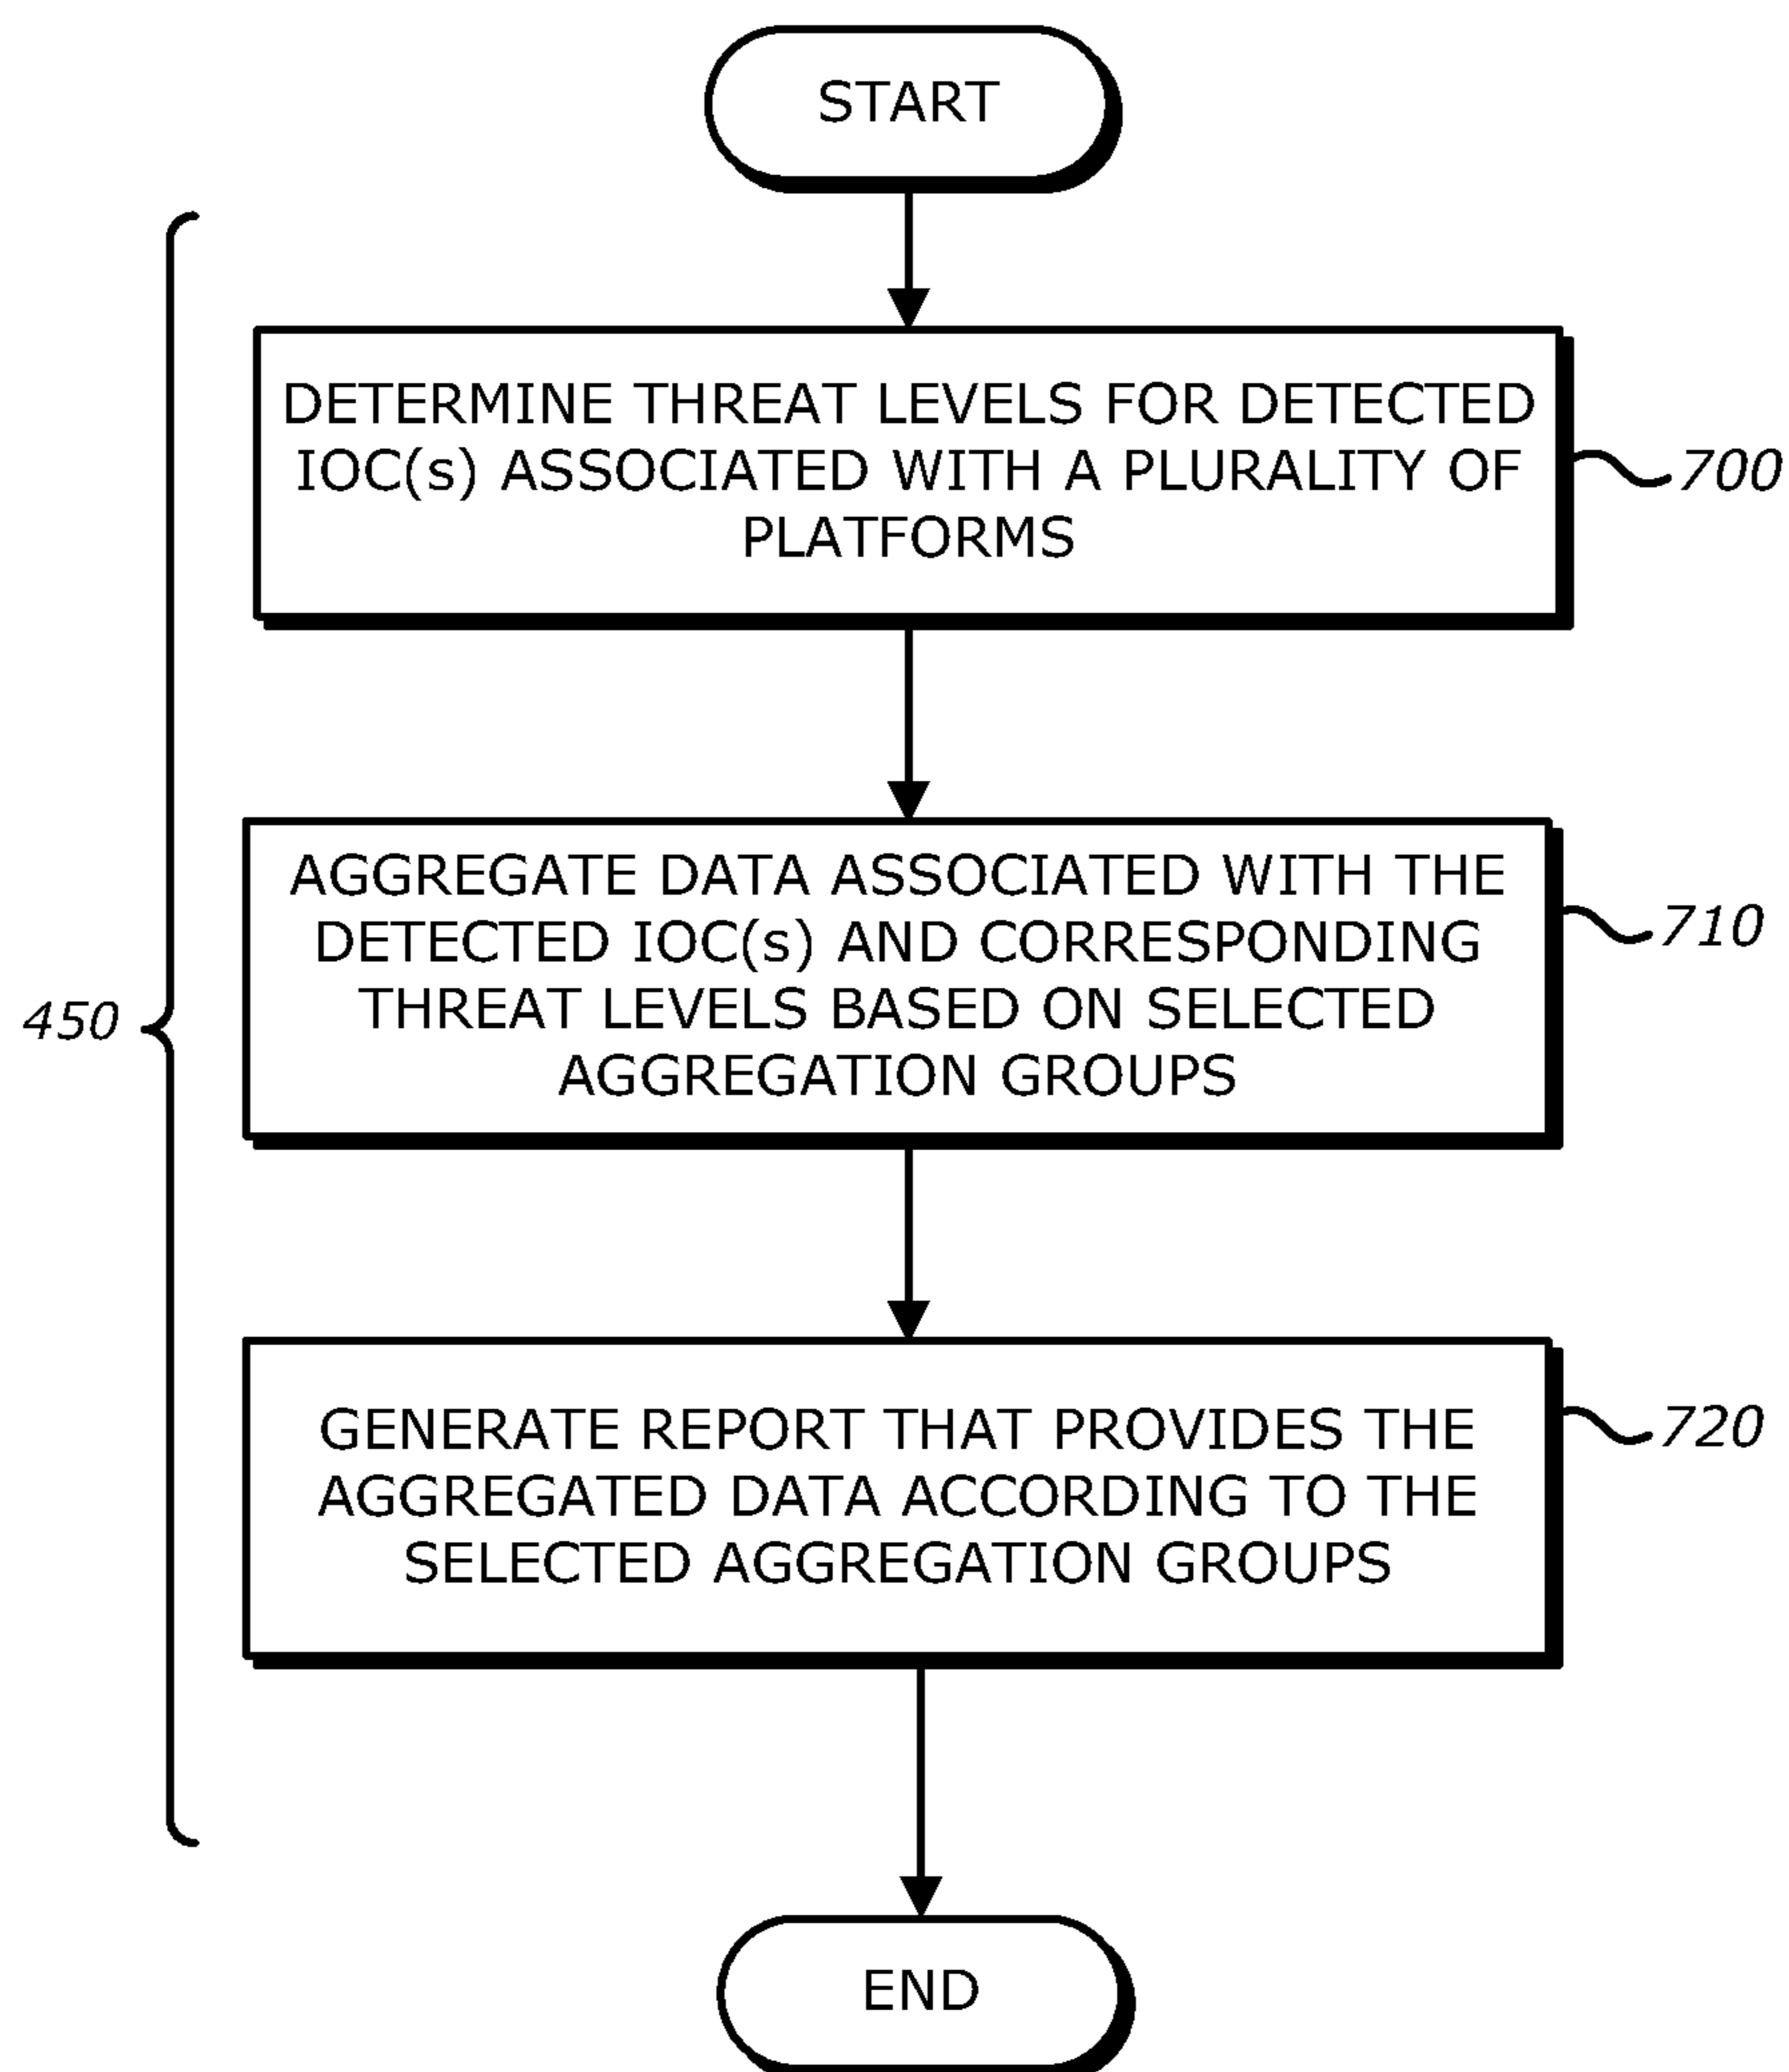 START
DETERMINE THREAT LEVELS FOR DETECTED
IOC(s) ASSOCIATED WITH A PLURALITY OF
PLATFORMS
700
AGGREGATE DATA ASSOCIATED WITH THE
DETECTED IOC(s) AND CORRESPONDING
THREAT LEVELS BASED ON SELECTED
AGGREGATION GROUPS
710
450
GENERATE REPORT THAT PROVIDES THE
AGGREGATED DATA ACCORDING TO THE
SELECTED AGGREGATION GROUPS
720
END